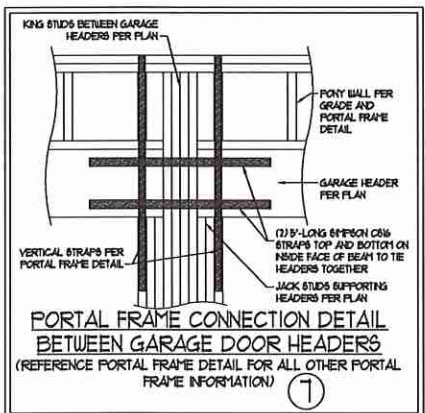 KING STUDS BETWEEN GARAGE
HEADERS PER PLAN
PONY WALL PER
GRADE AND
PORTAL FRAME
DETAIL
GARAGE HEADER
PER PLAN
(2) 5'-LONG SIMPSON CS16
STRAPS TOP AND BOTTOM ON
INSIDE FACE OF BEAM TO TIE
HEADERS TOGETHER
VERTICAL STRAPS PER
PORTAL FRAME DETAIL
JACK STUDS SUPPORTING
HEADERS PER PLAN
PORTAL FRAME CONNECTION DETAIL
BETWEEN GARAGE DOOR HEADERS
(REFERENCE PORTAL FRAME DETAIL FOR ALL OTHER PORTAL
FRAME INFORMATION)
7